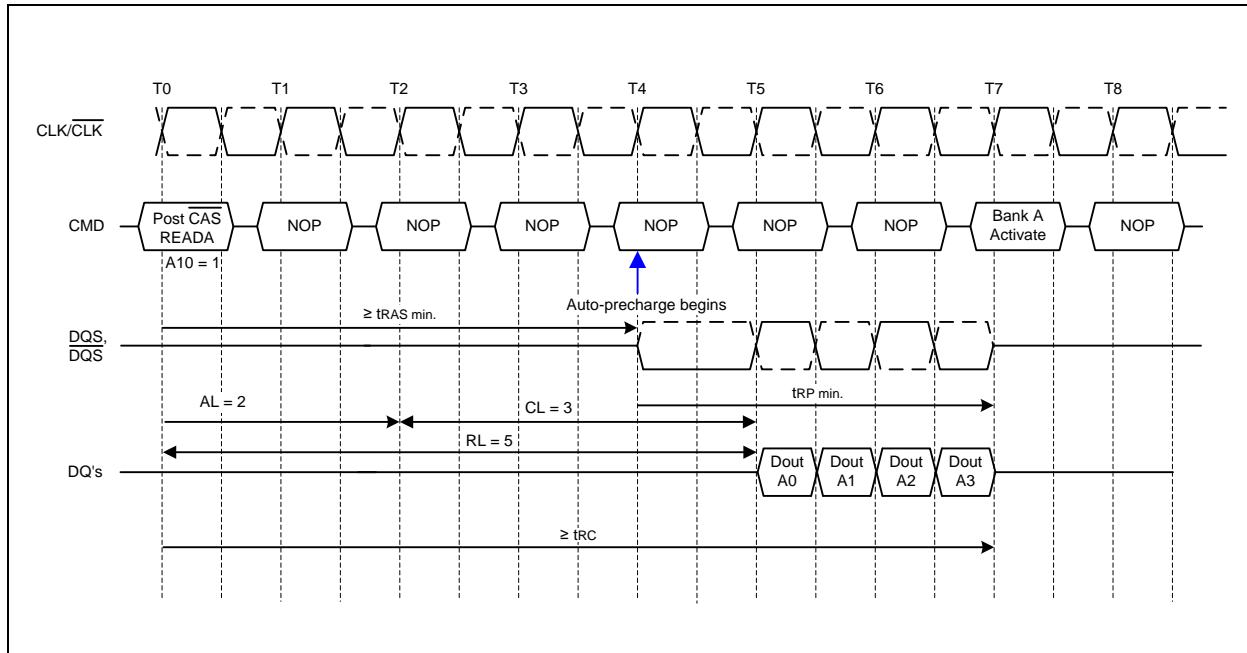 T0 T1 T2 T3 T4 T5 T6 T7 T8
CLK/CLK
CMD
Post CAS
READA
NOP
NOP
NOP
NOP
NOP
NOP
Bank A
Activate
NOP
A10 = 1
Auto-precharge begins
≥ tRAS min.
DQS,
DQS
tRP min.
AL = 2
CL = 3
RL = 5
DQ's
Dout
A0
Dout
A1
Dout
A2
Dout
A3
≥ tRC